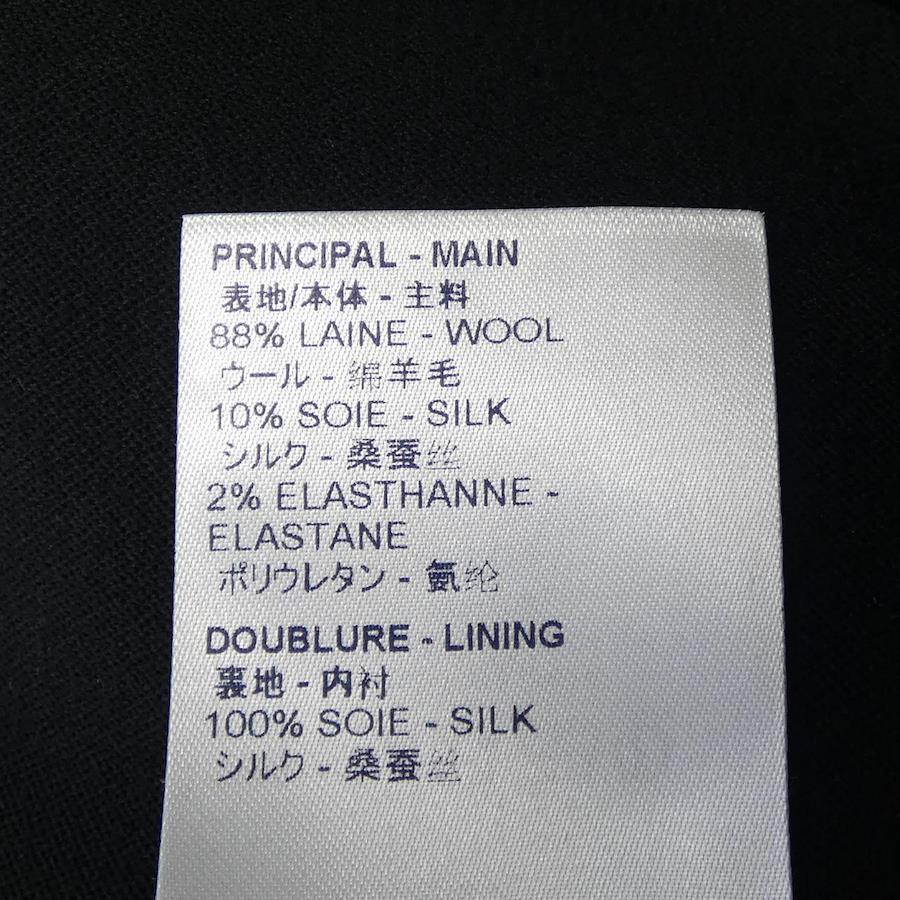 PRINCIPAL - MAIN
表地/本体 - 主料
88% LAINE - WOOL
ウール - 绵羊毛
10% SOIE - SILK
シルク - 桑蚕丝
2% ELASTHANNE -
ELASTANE
ポリウレタン - 氨纶
DOUBLURE - LINING
裏地 - 内衬
100% SOIE - SILK
シルク - 桑蚕丝